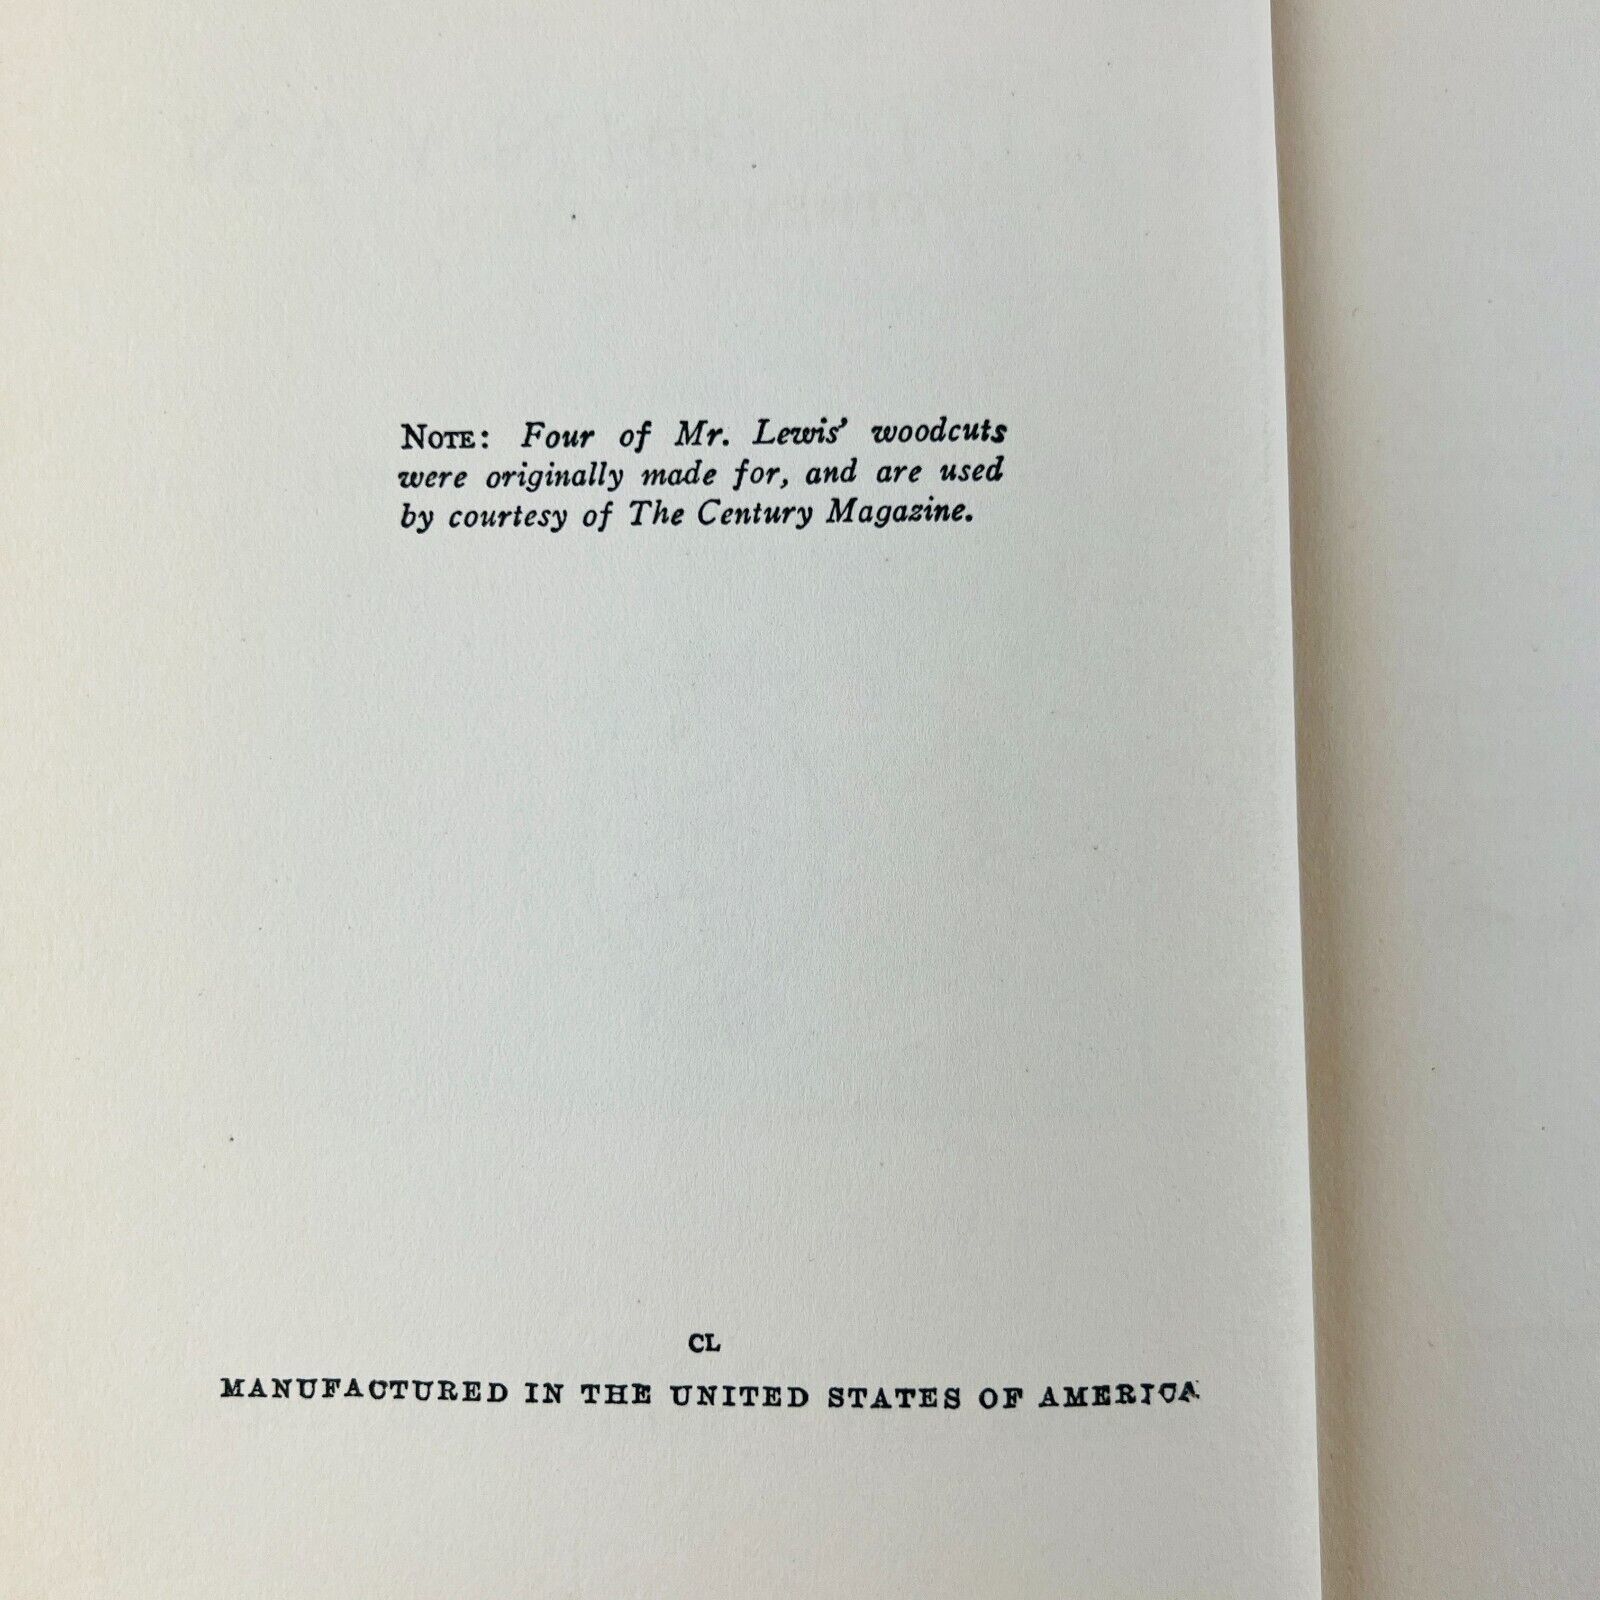 NOTE: Four of Mr. Lewis' woodcuts
were originally made for, and are used
by courtesy of The Century Magazine.
CL
MANUFACTURED IN THE UNITED STATES OF AMERICA